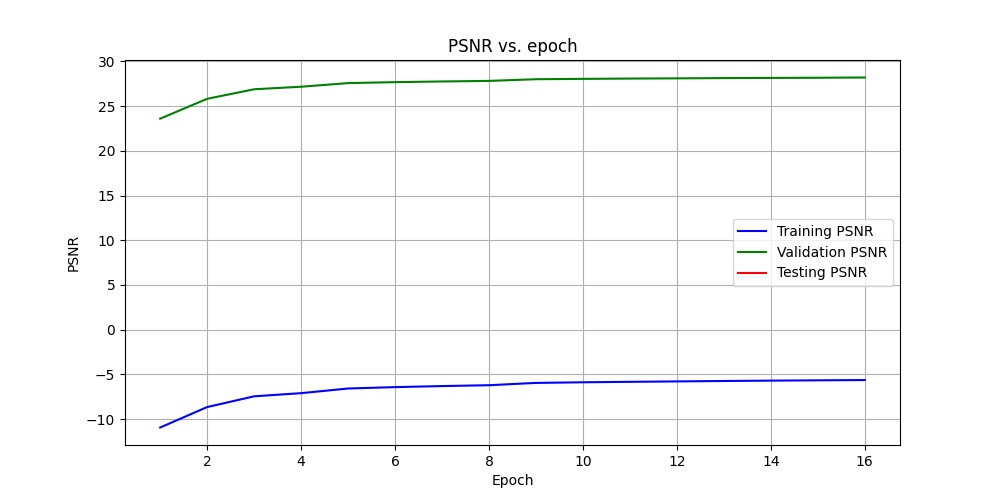 PSNR vs. epoch
30
25
20
15
10
5
0
−5
−10
PSNR
Training PSNR
Validation PSNR
Testing PSNR
2 4 6 8 10 12 14 16
Epoch